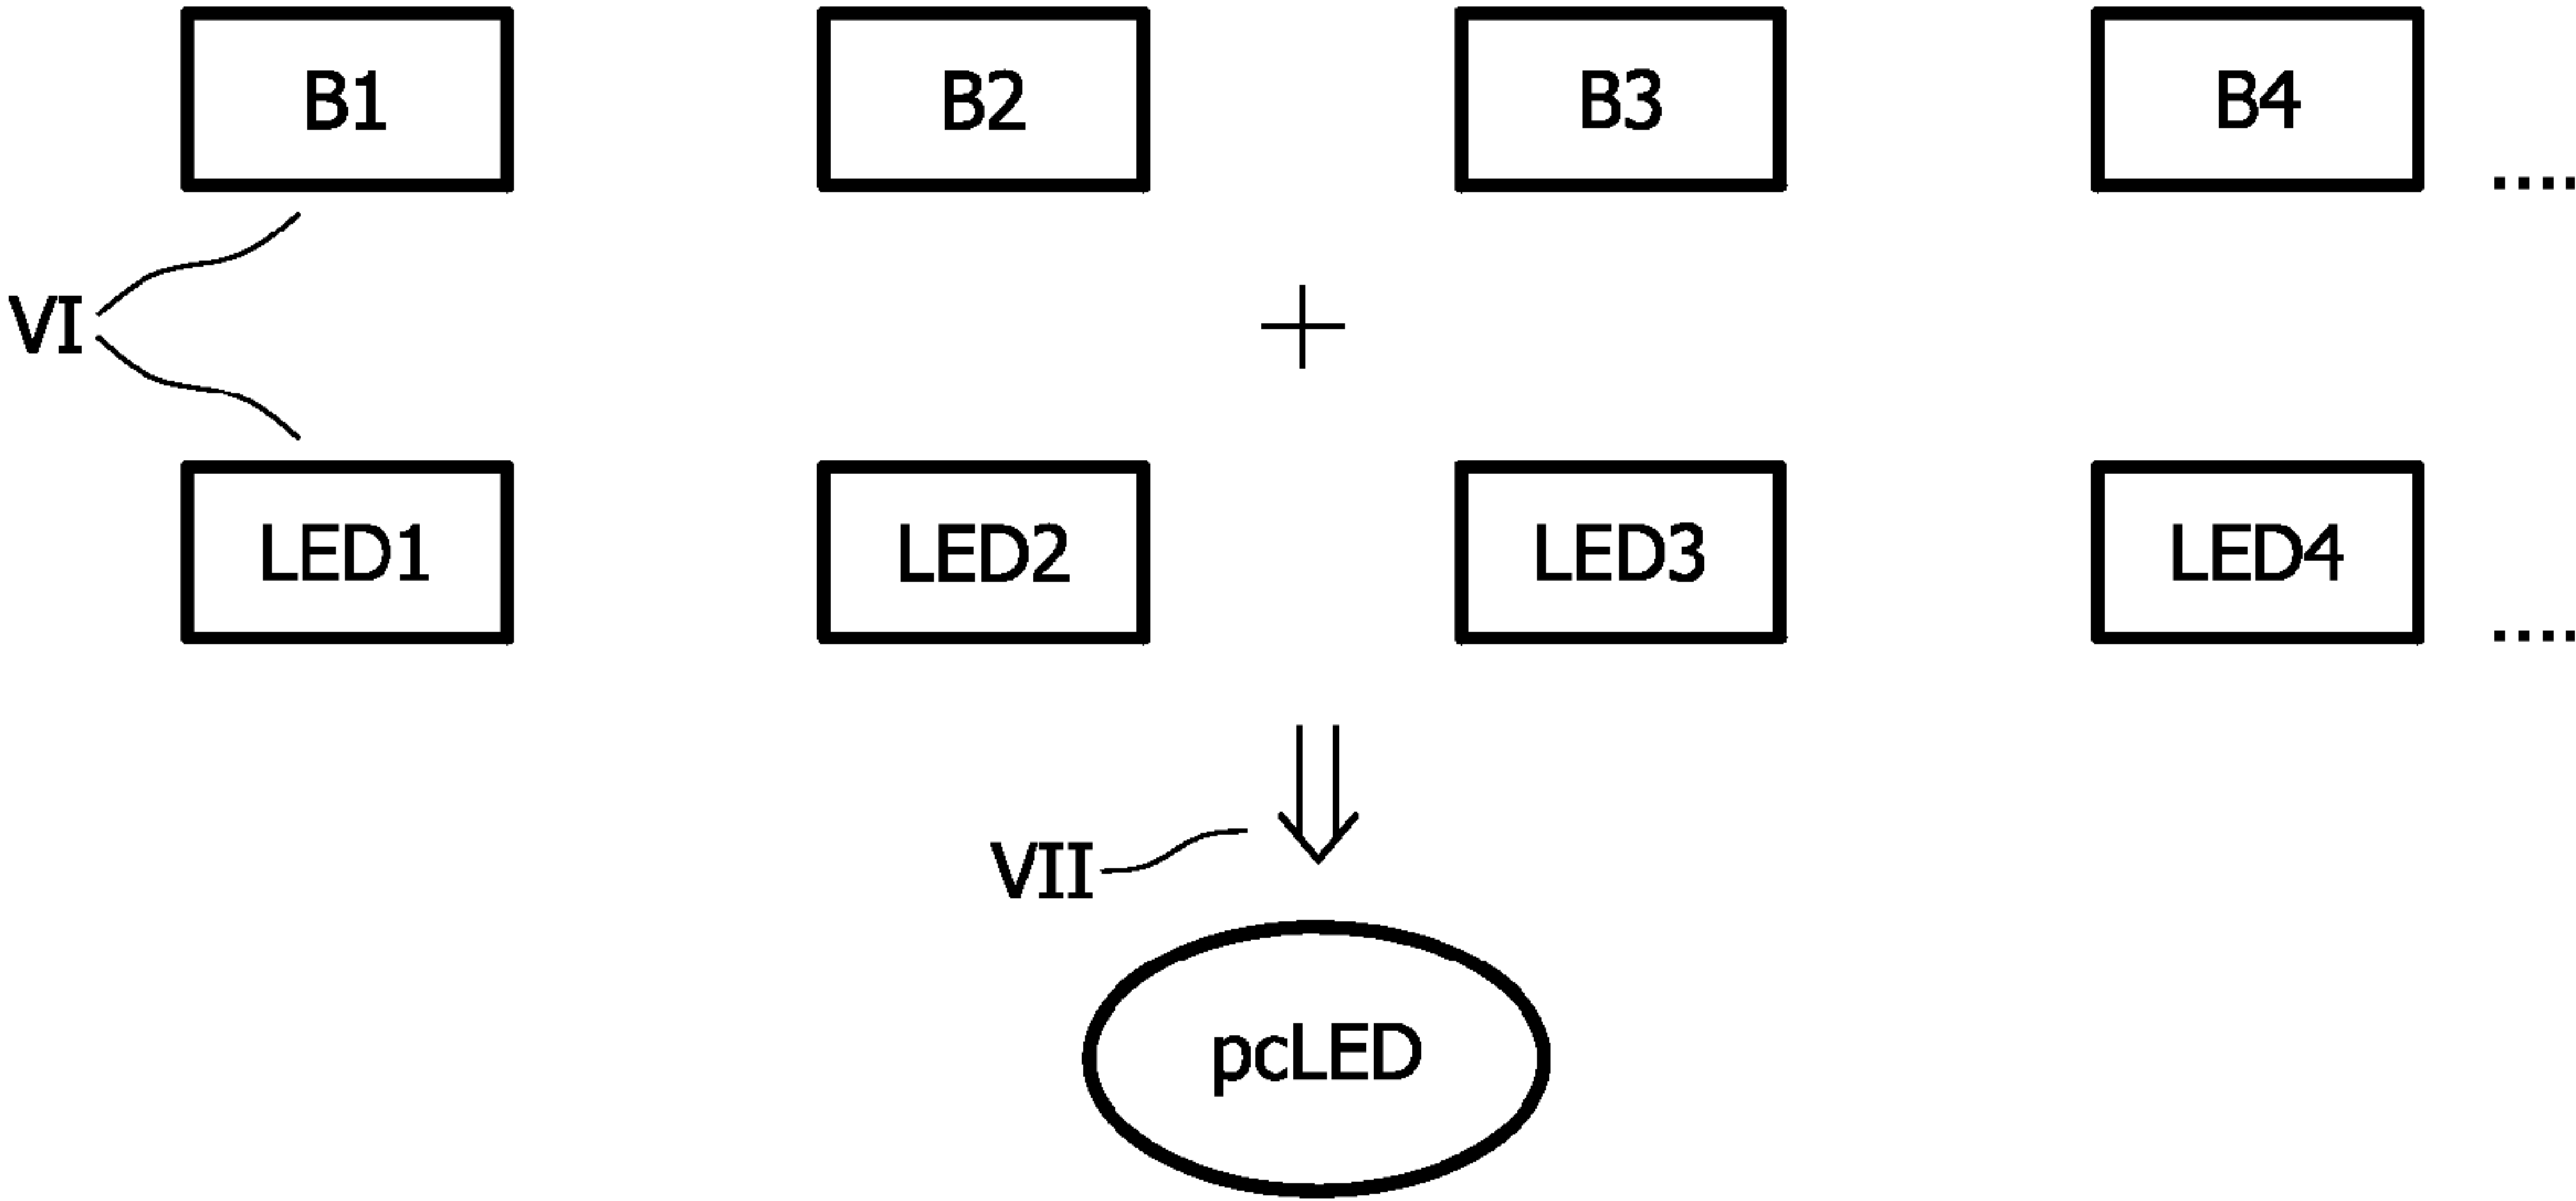 B1 B2 B3 B4 ....
VI
+
LED1 LED2 LED3 LED4 ....
VII
pcLED